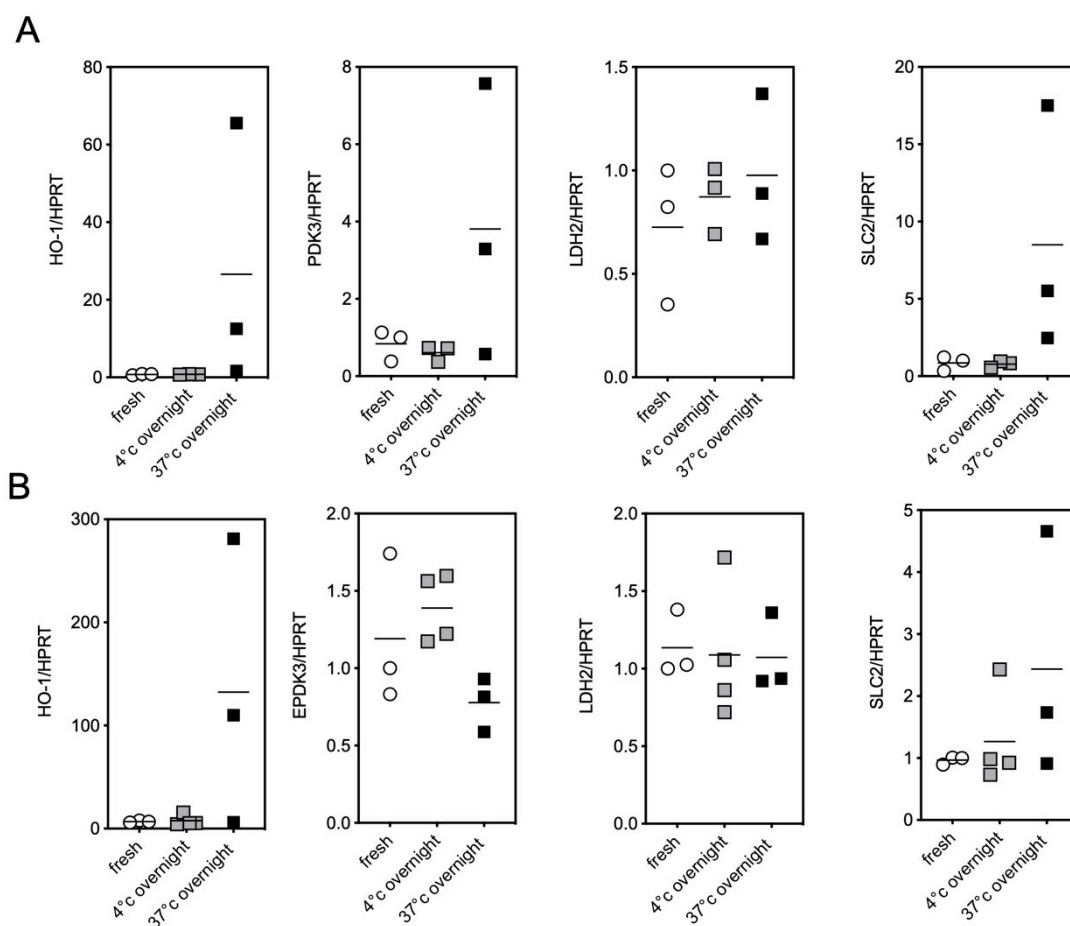 A
HO-1/HPRT
80
60
40
20
0
fresh
4°c overnight
37°c overnight
PDK3/HPRT
8
6
4
2
0
fresh
4°c overnight
37°c overnight
LDH2/HPRT
1.5
1.0
0.5
0.0
fresh
4°c overnight
37°c overnight
SLC2/HPRT
20
15
10
5
0
fresh
4°c overnight
37°c overnight
B
HO-1/HPRT
300
200
100
0
fresh
4°c overnight
37°c overnight
EPDK3/HPRT
2.0
1.5
1.0
0.5
0.0
fresh
4°c overnight
37°c overnight
LDH2/HPRT
2.0
1.5
1.0
0.5
0.0
fresh
4°c overnight
37°c overnight
SLC2/HPRT
5
4
3
2
1
0
fresh
4°c overnight
37°c overnight